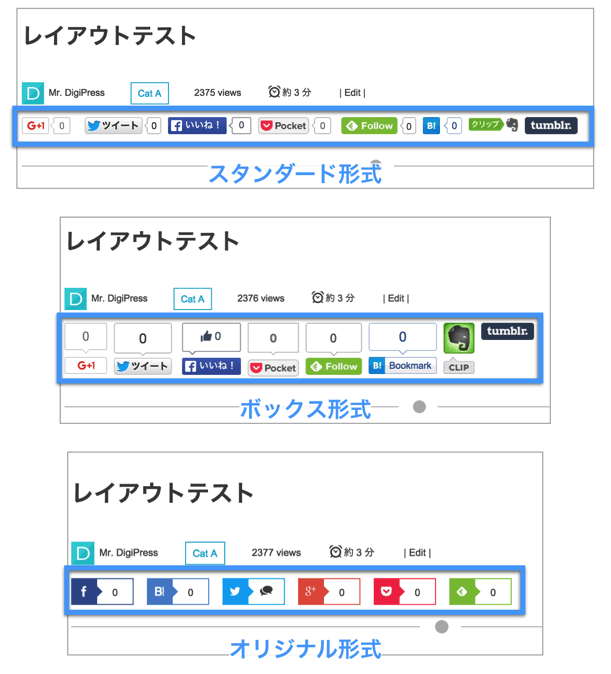 レイアウトテスト
D Mr. DigiPress Cat A 2375 views 約 3 分 | Edit |
G+1 0 ツイート 0 f いいね！ 0 Pocket 0 Follow 0 B! 0 クリップ tumblr.
スタンダード形式
レイアウトテスト
D Mr. DigiPress Cat A 2376 views 約 3 分 | Edit |
0 0 0 0 0 0 tumblr.
G+1 ツイート f いいね！ Pocket Follow B! Bookmark CLIP
ボックス形式
レイアウトテスト
D Mr. DigiPress Cat A 2377 views 約 3 分 | Edit |
f 0 B! 0 g+ 0 0 0
オリジナル形式